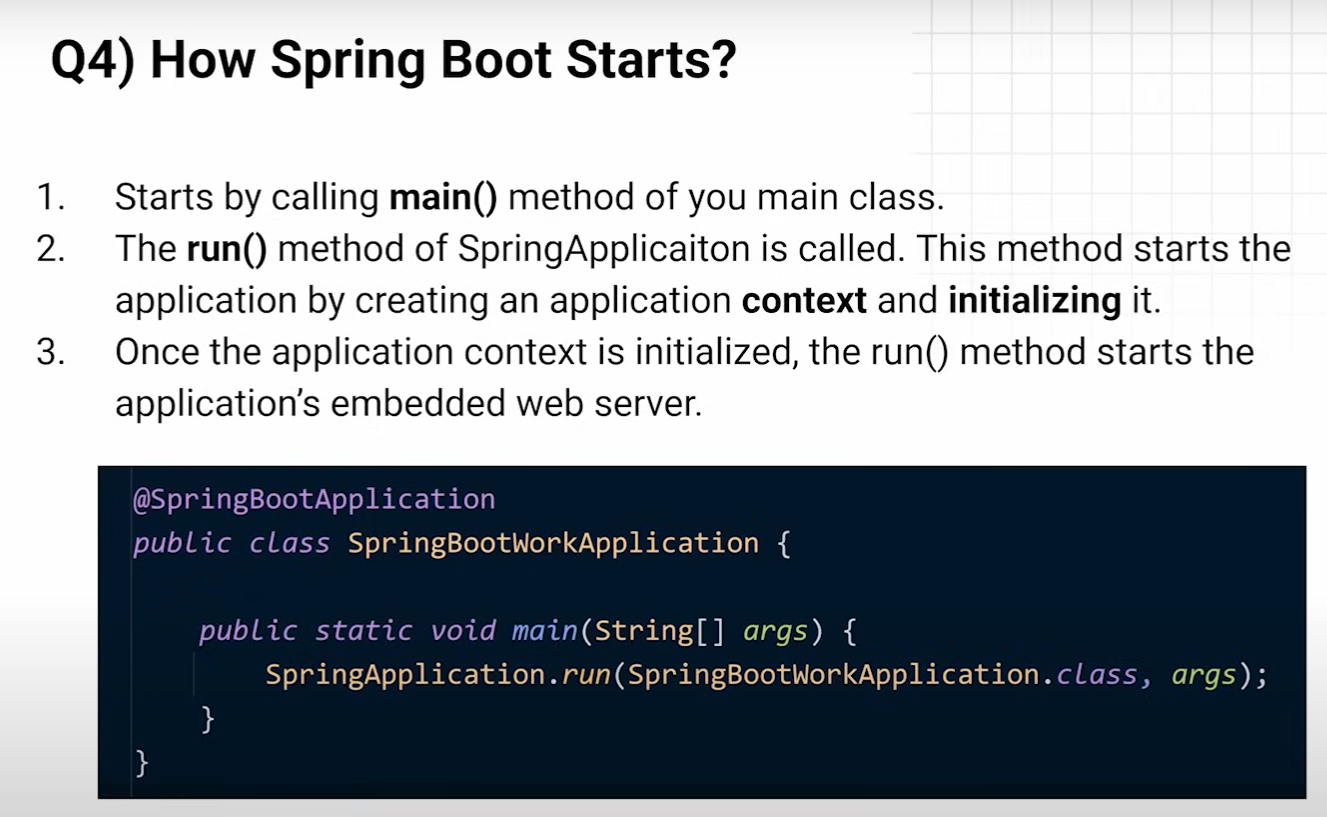 Q4) How Spring Boot Starts?
1. Starts by calling main() method of you main class.
2. The run() method of SpringApplicaiton is called. This method starts the
application by creating an application context and initializing it.
3. Once the application context is initialized, the run() method starts the
application’s embedded web server.
@SpringBootApplication
public class SpringBootWorkApplication {
public static void main(String[] args) {
SpringApplication.run(SpringBootWorkApplication.class, args);
}
}